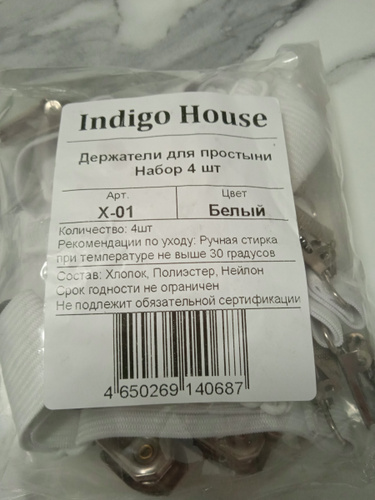 Indigo House
Держатели для простыни
Набор 4 шт
Арт. Цвет
X-01 Белый
Количество: 4шт
Рекомендации по уходу: Ручная стирка
при температуре не выше 30 градусов
Состав: Хлопок, Полиэстер, Нейлон
Срок годности не ограничен
Не подлежит обязательной сертификации
4 650269 140687